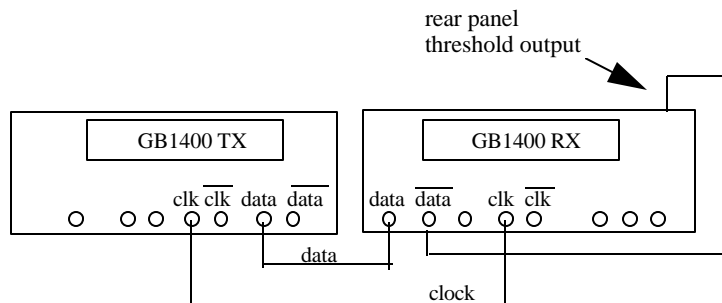 rear panel
threshold output
GB1400 TX
GB1400 RX
clk clk data data
data data clk clk
data
clock